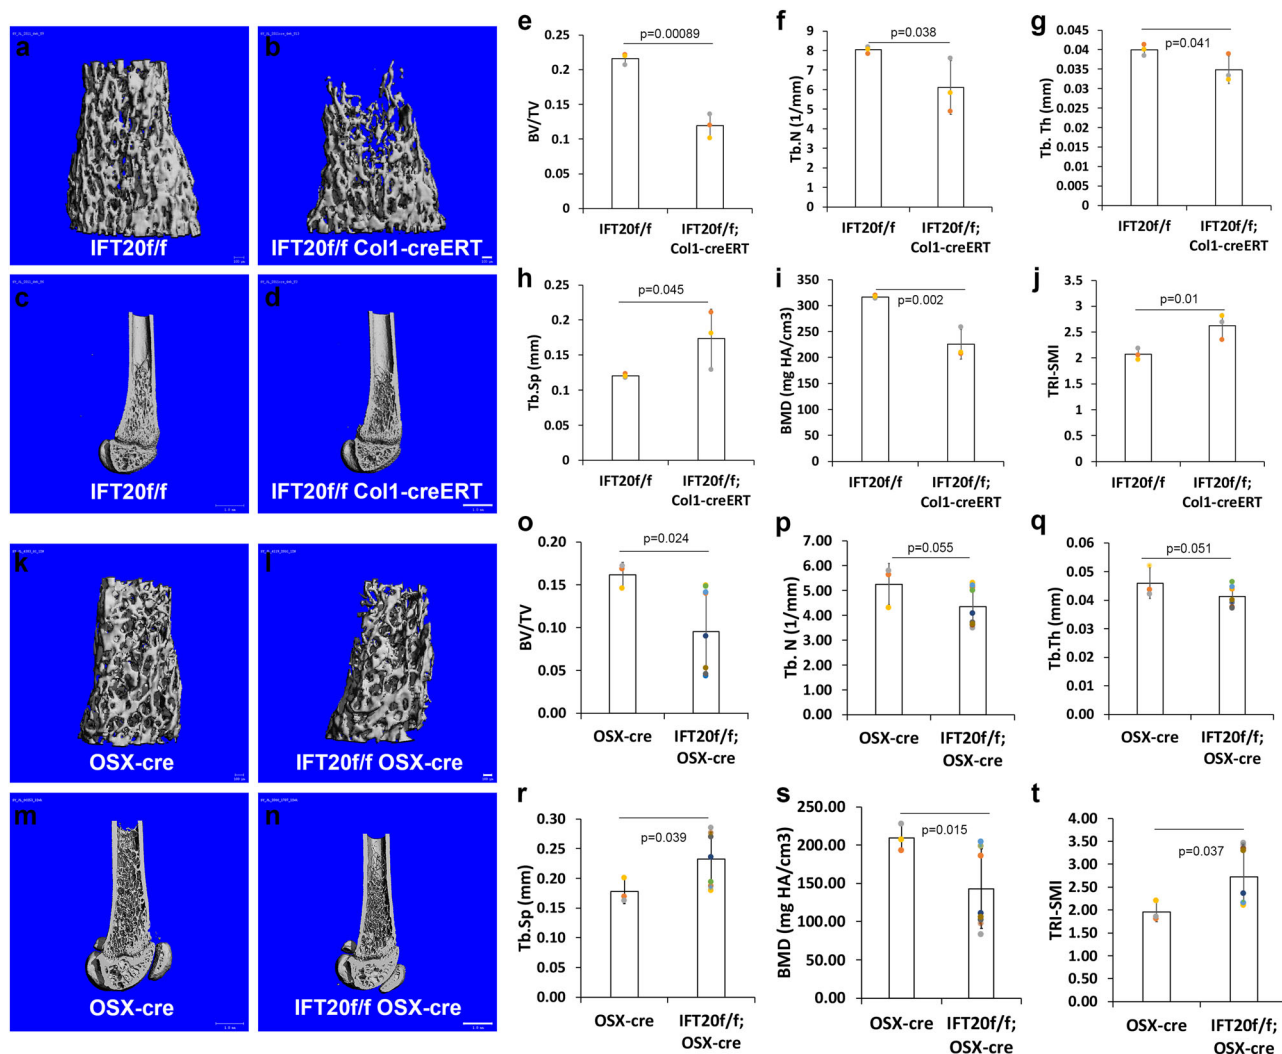 a
b
IFT20f/f
IFT20f/f Col1-creERT
c
d
IFT20f/f
IFT20f/f Col1-creERT
e
p=0.00089
0.25
0.2
0.15
0.1
0.05
0
BV/TV
IFT20f/f
IFT20f/f;
Col1-creERT
f
p=0.038
9
8
7
6
5
4
3
2
1
0
Tb.N (1/mm)
IFT20f/f
IFT20f/f;
Col1-creERT
g
p=0.041
0.045
0.04
0.035
0.03
0.025
0.02
0.015
0.01
0.005
0
Tb. Th (mm)
IFT20f/f
IFT20f/f;
Col1-creERT
h
p=0.045
0.25
0.2
0.15
0.1
0.05
0
Tb.Sp (mm)
IFT20f/f
IFT20f/f;
Col1-creERT
i
p=0.002
350
300
250
200
150
100
50
0
BMD (mg HA/cm3)
IFT20f/f
IFT20f/f;
Col1-creERT
j
p=0.01
3.5
3
2.5
2
1.5
1
0.5
0
TRI-SMI
IFT20f/f
IFT20f/f;
Col1-creERT
k
l
OSX-cre
IFT20f/f OSX-cre
m
n
OSX-cre
IFT20f/f OSX-cre
o
p=0.024
0.20
0.15
0.10
0.05
0.00
BV/TV
OSX-cre
IFT20f/f;
OSX-cre
p
p=0.055
7.00
6.00
5.00
4.00
3.00
2.00
1.00
0.00
Tb. N (1/mm)
OSX-cre
IFT20f/f;
OSX-cre
q
p=0.051
0.06
0.05
0.04
0.03
0.02
0.01
0.00
Tb.Th (mm)
OSX-cre
IFT20f/f;
OSX-cre
r
p=0.039
0.35
0.30
0.25
0.20
0.15
0.10
0.05
0.00
Tb.Sp (mm)
OSX-cre
IFT20f/f;
OSX-cre
s
p=0.015
250.00
200.00
150.00
100.00
50.00
0.00
BMD (mg HA/cm3)
OSX-cre
IFT20f/f;
OSX-cre
t
p=0.037
4.00
3.50
3.00
2.50
2.00
1.50
1.00
0.50
0.00
TRI-SMI
OSX-cre
IFT20f/f;
OSX-cre